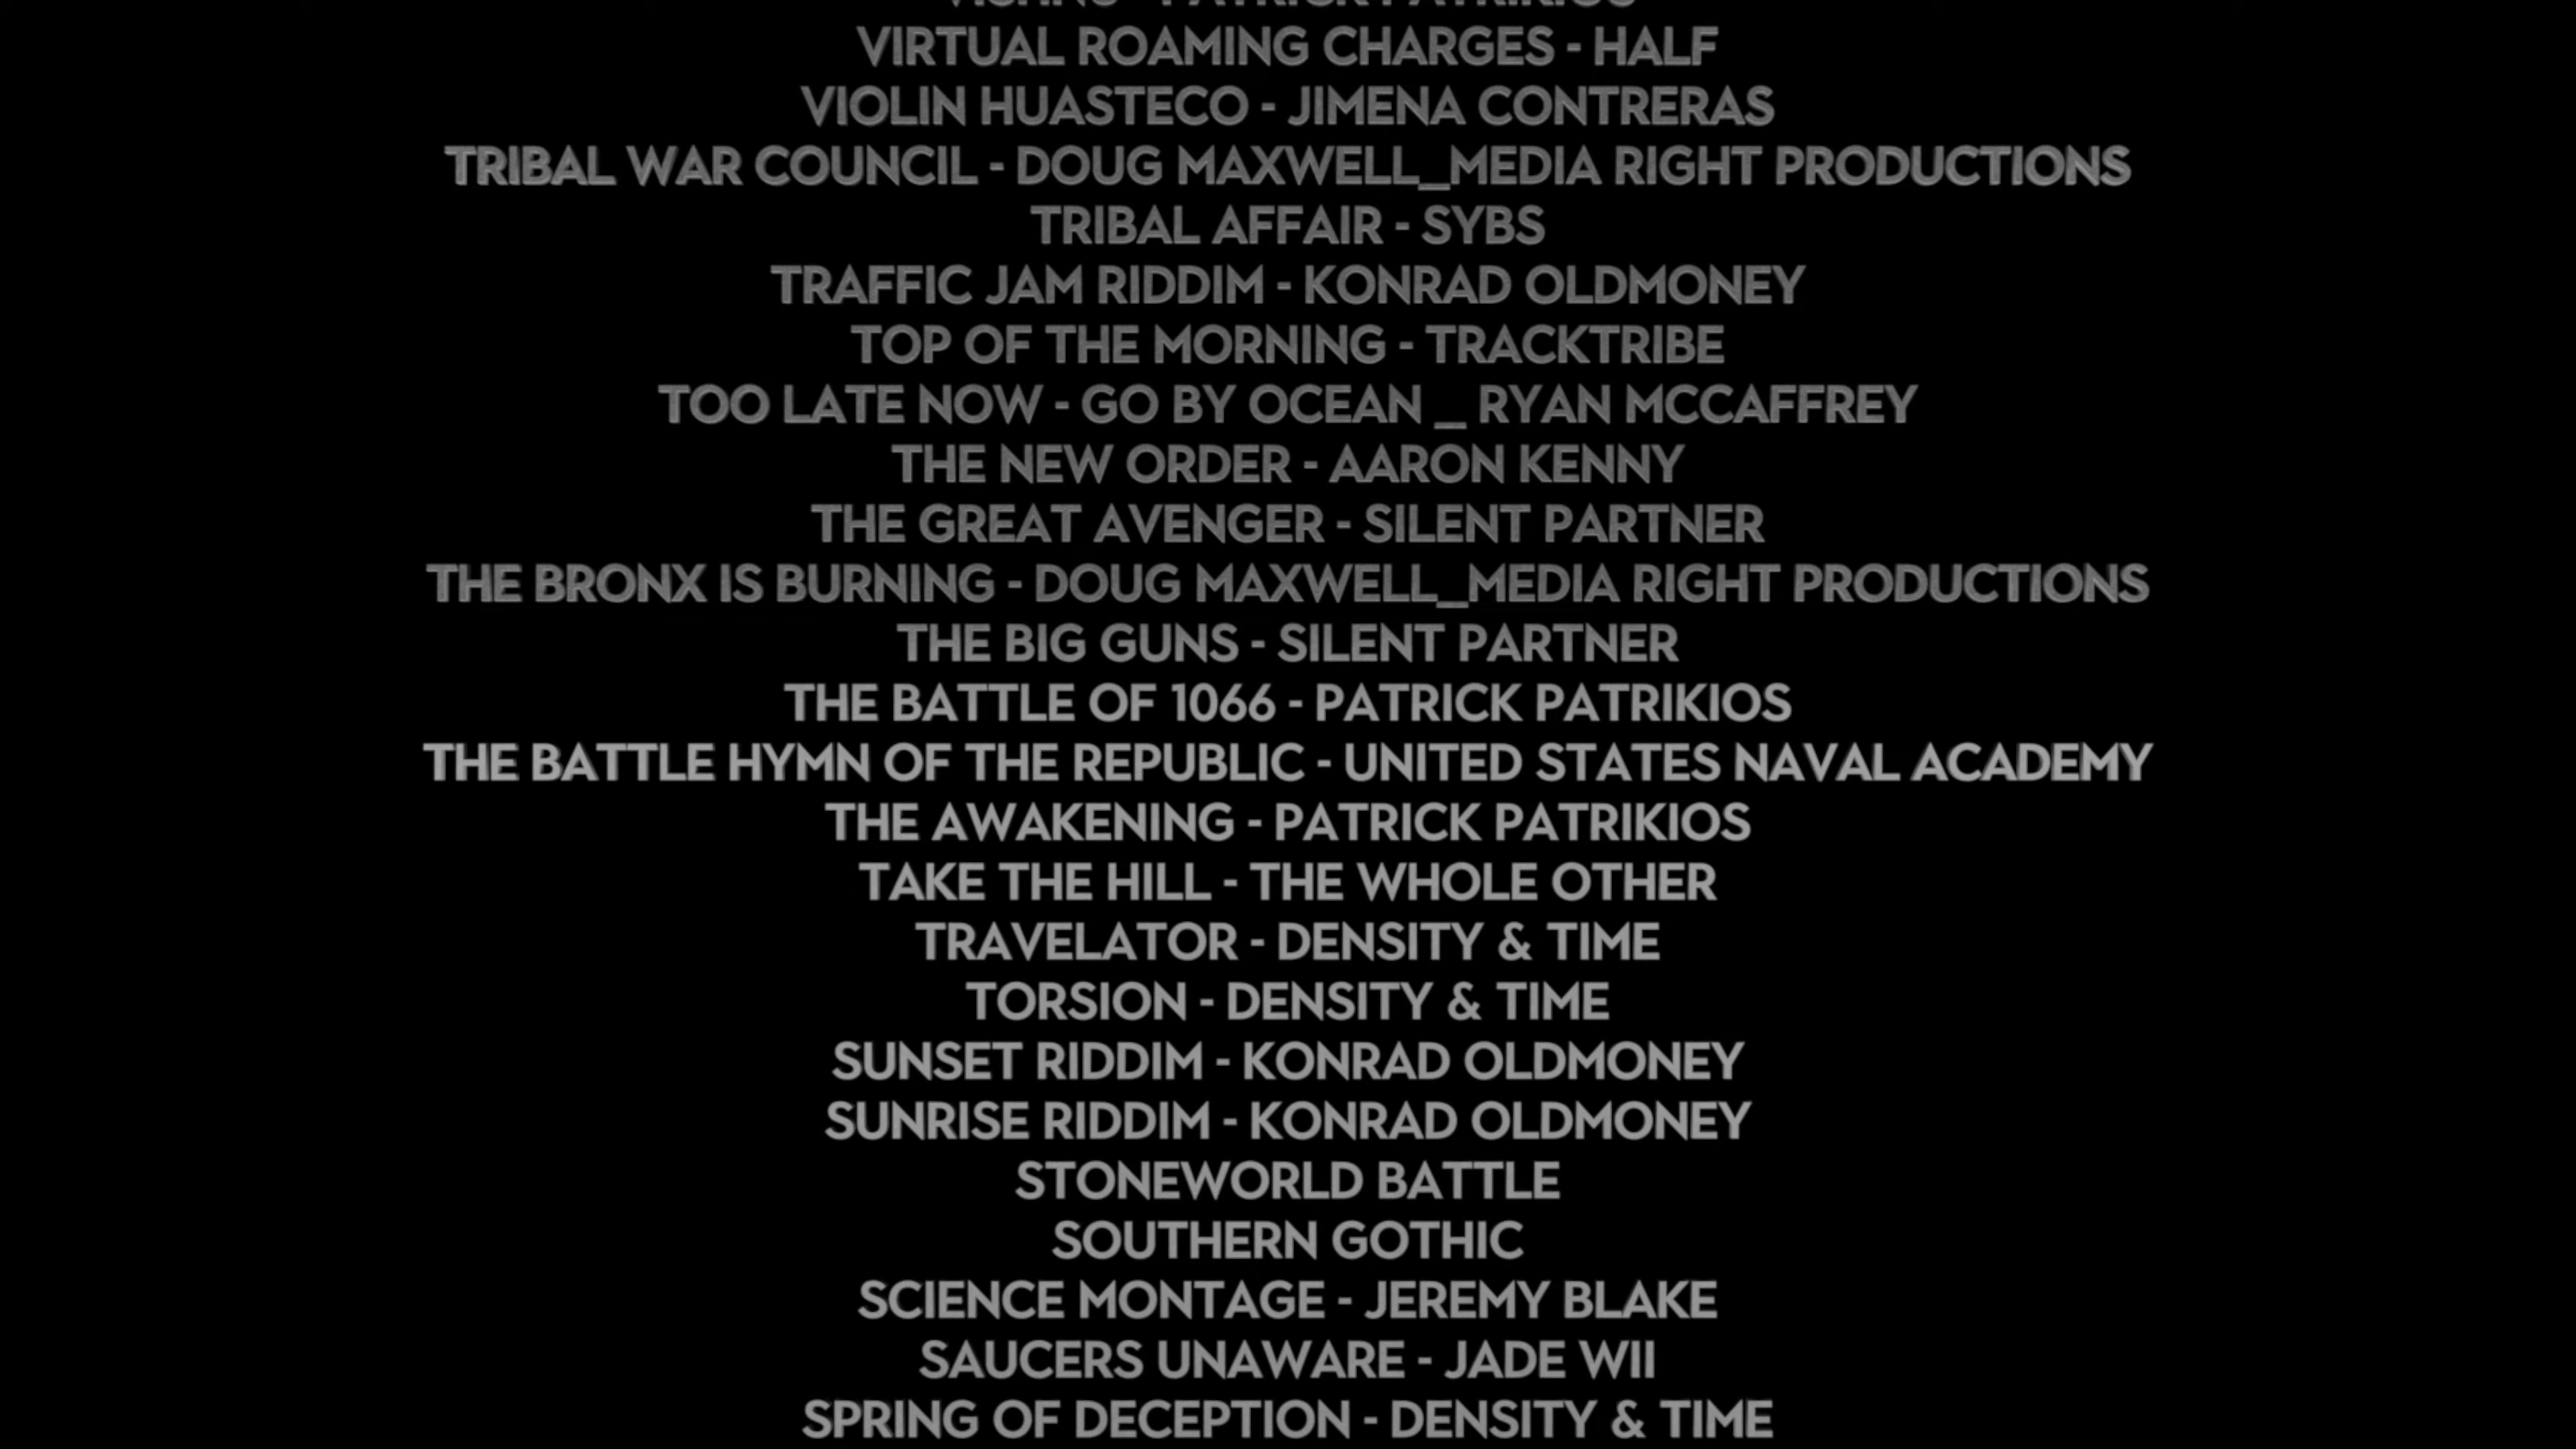 VISHNU - PATRICK PATRIKIOS
VIRTUAL ROAMING CHARGES - HALF
VIOLIN HUASTECO - JIMENA CONTRERAS
TRIBAL WAR COUNCIL - DOUG MAXWELL_MEDIA RIGHT PRODUCTIONS
TRIBAL AFFAIR - SYBS
TRAFFIC JAM RIDDIM - KONRAD OLDMONEY
TOP OF THE MORNING - TRACKTRIBE
TOO LATE NOW - GO BY OCEAN _ RYAN MCCAFFREY
THE NEW ORDER - AARON KENNY
THE GREAT AVENGER - SILENT PARTNER
THE BRONX IS BURNING - DOUG MAXWELL_MEDIA RIGHT PRODUCTIONS
THE BIG GUNS - SILENT PARTNER
THE BATTLE OF 1066 - PATRICK PATRIKIOS
THE BATTLE HYMN OF THE REPUBLIC - UNITED STATES NAVAL ACADEMY
THE AWAKENING - PATRICK PATRIKIOS
TAKE THE HILL - THE WHOLE OTHER
TRAVELATOR - DENSITY & TIME
TORSION - DENSITY & TIME
SUNSET RIDDIM - KONRAD OLDMONEY
SUNRISE RIDDIM - KONRAD OLDMONEY
STONEWORLD BATTLE
SOUTHERN GOTHIC
SCIENCE MONTAGE - JEREMY BLAKE
SAUCERS UNAWARE - JADE WII
SPRING OF DECEPTION - DENSITY & TIME